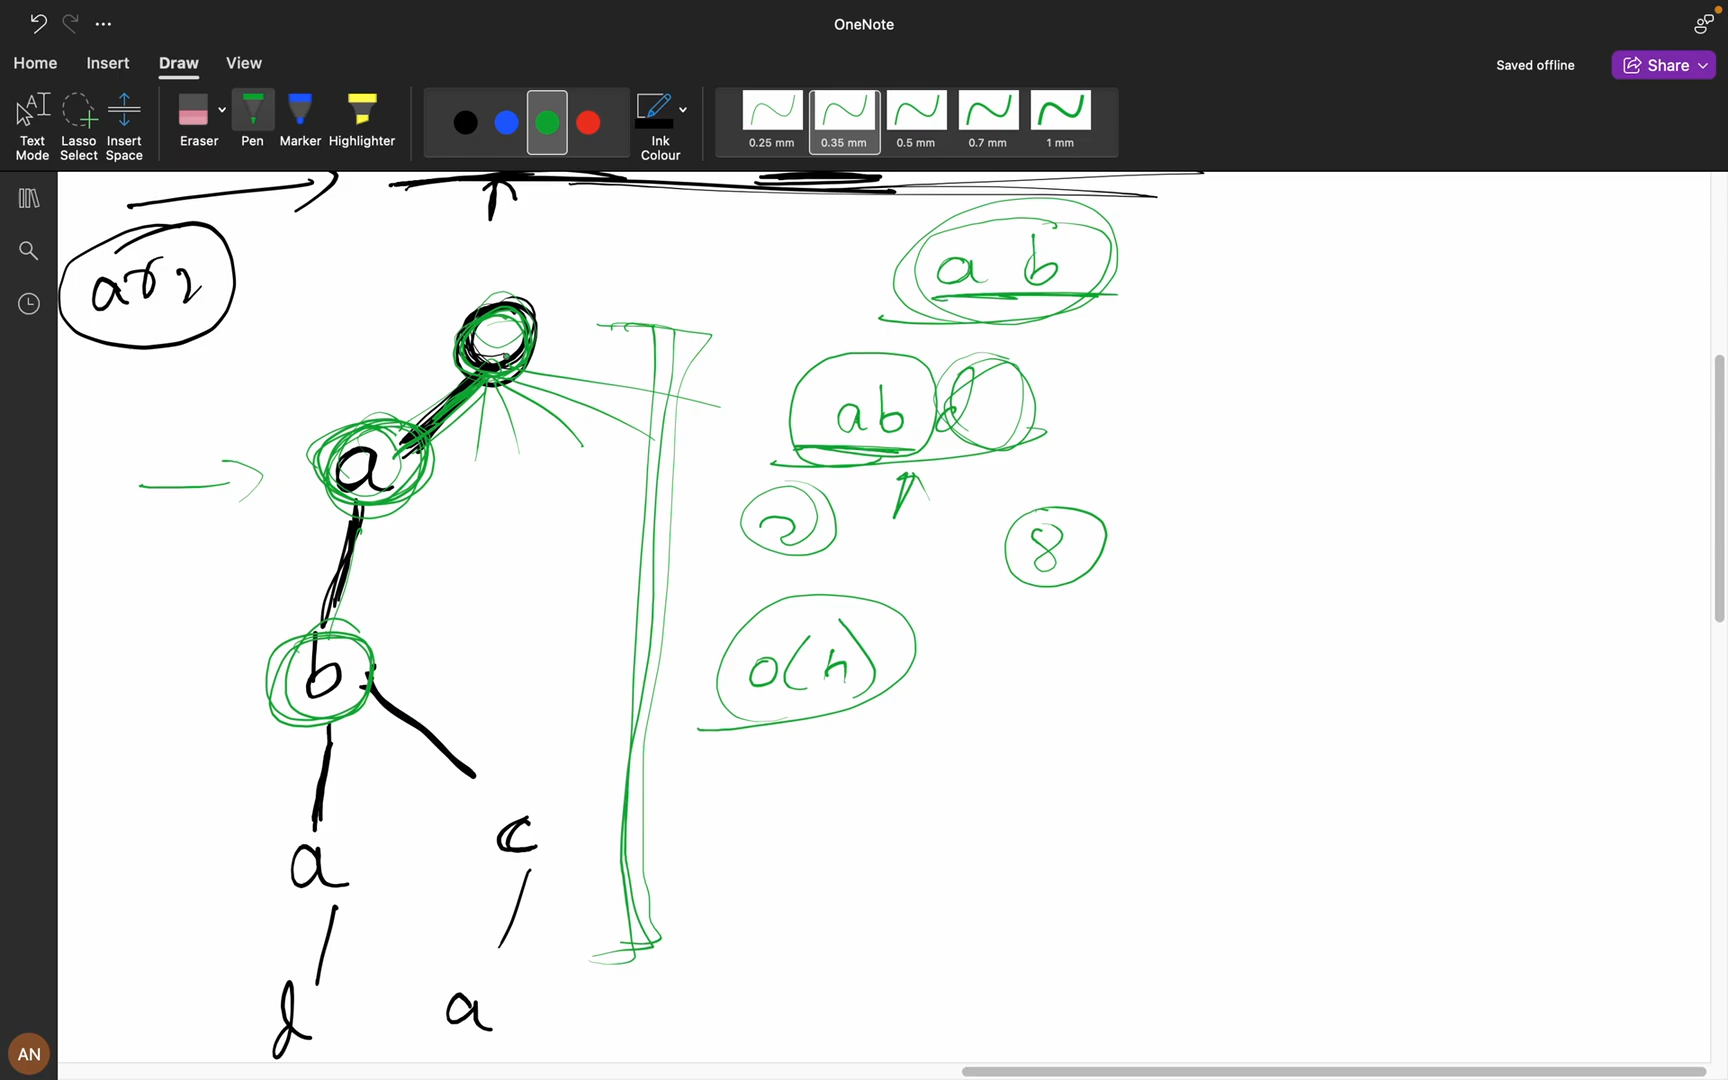 OneNote
Home Insert Draw View
Saved offline
Share
Text Mode
Lasso Select
Insert Space
Eraser
Pen
Marker
Highlighter
Ink Colour
0.25 mm
0.35 mm
0.5 mm
0.7 mm
1 mm
a b
ar2
ab
a
2
8
b
o(h)
a
c
d
a
AN